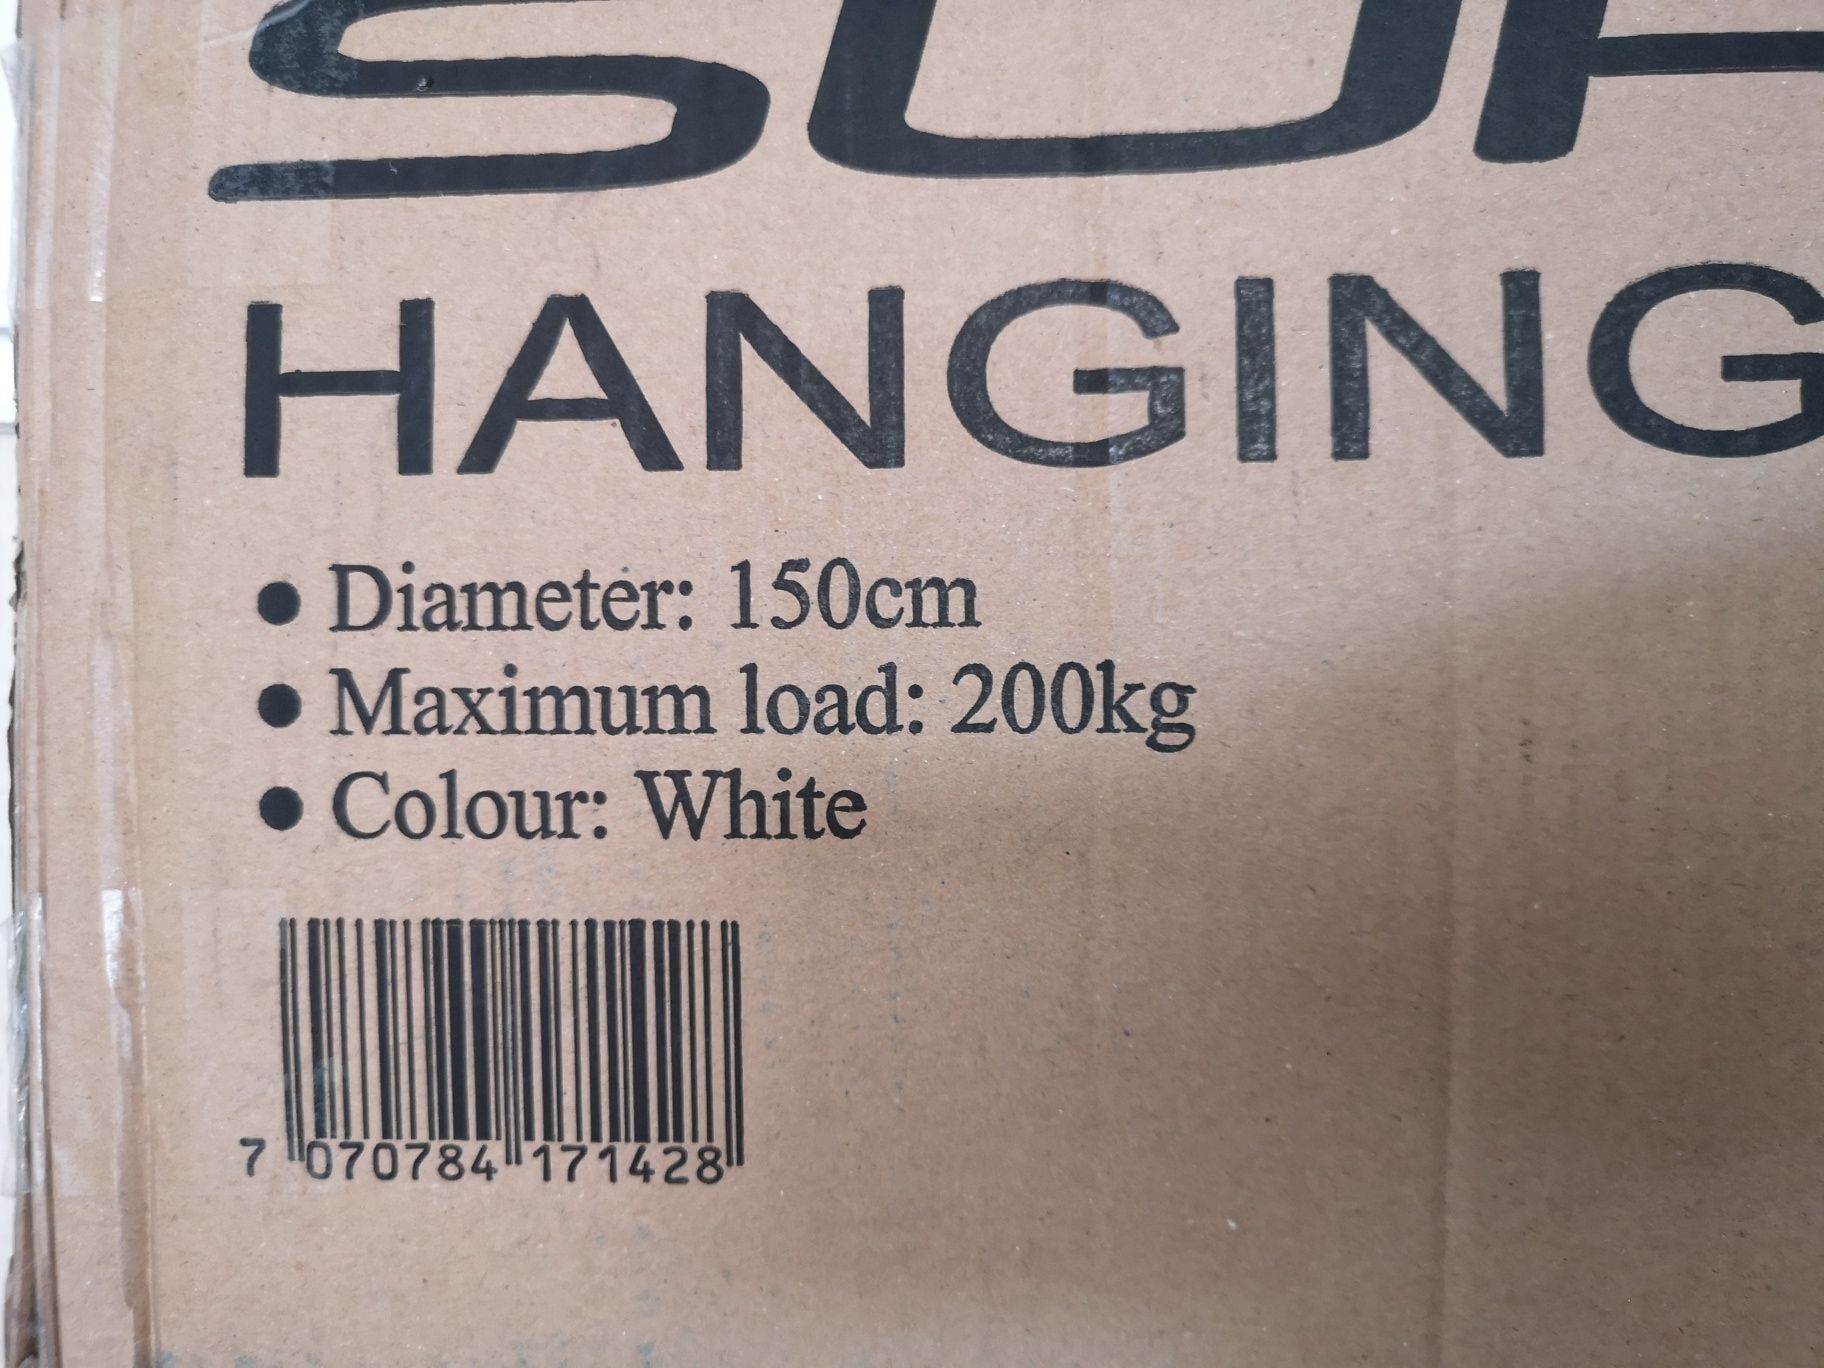 HANGING
● Diameter: 150cm
● Maximum load: 200kg
● Colour: White
7 070784 171428